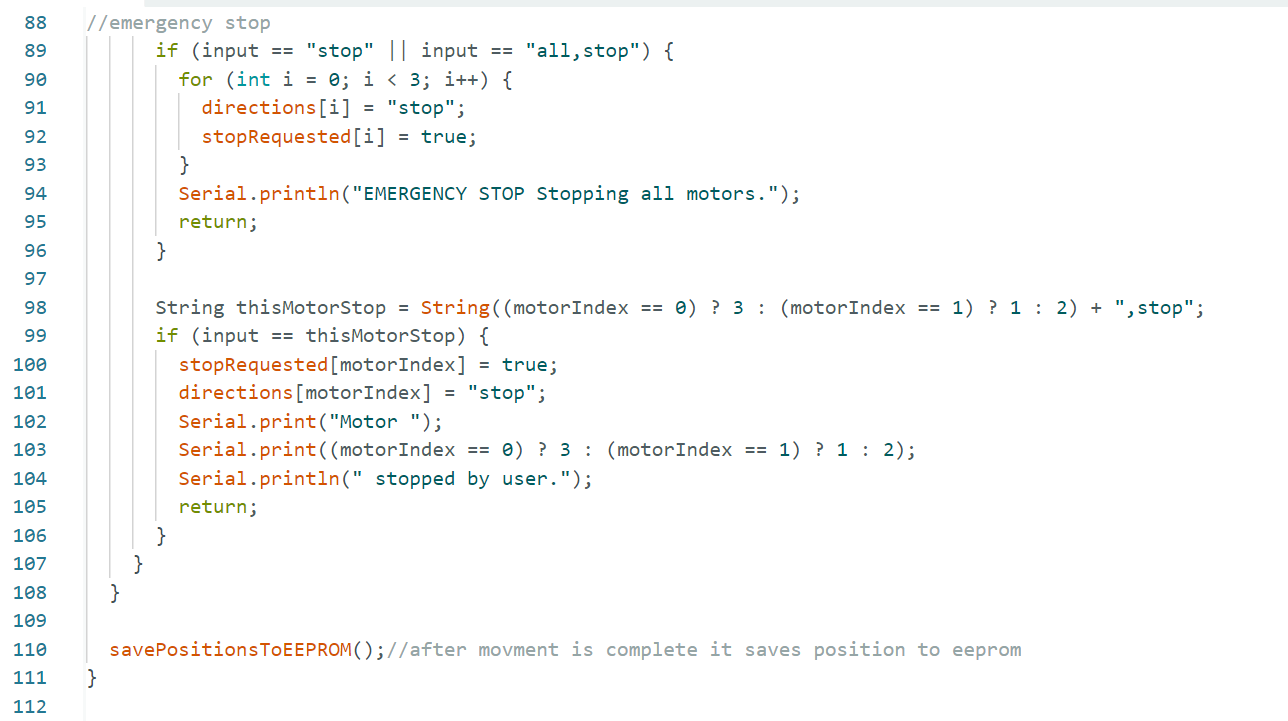 88 //emergency stop
89 if (input == "stop" || input == "all,stop") {
90 for (int i = 0; i < 3; i++) {
91 directions[i] = "stop";
92 stopRequested[i] = true;
93 }
94 Serial.println("EMERGENCY STOP Stopping all motors.");
95 return;
96 }
97
98 String thisMotorStop = String((motorIndex == 0) ? 3 : (motorIndex == 1) ? 1 : 2) + ",stop";
99 if (input == thisMotorStop) {
100 stopRequested[motorIndex] = true;
101 directions[motorIndex] = "stop";
102 Serial.print("Motor ");
103 Serial.print((motorIndex == 0) ? 3 : (motorIndex == 1) ? 1 : 2);
104 Serial.println(" stopped by user.");
105 return;
106 }
107 }
108 }
109
110 savePositionsToEEPROM();//after movment is complete it saves position to eeprom
111 }
112